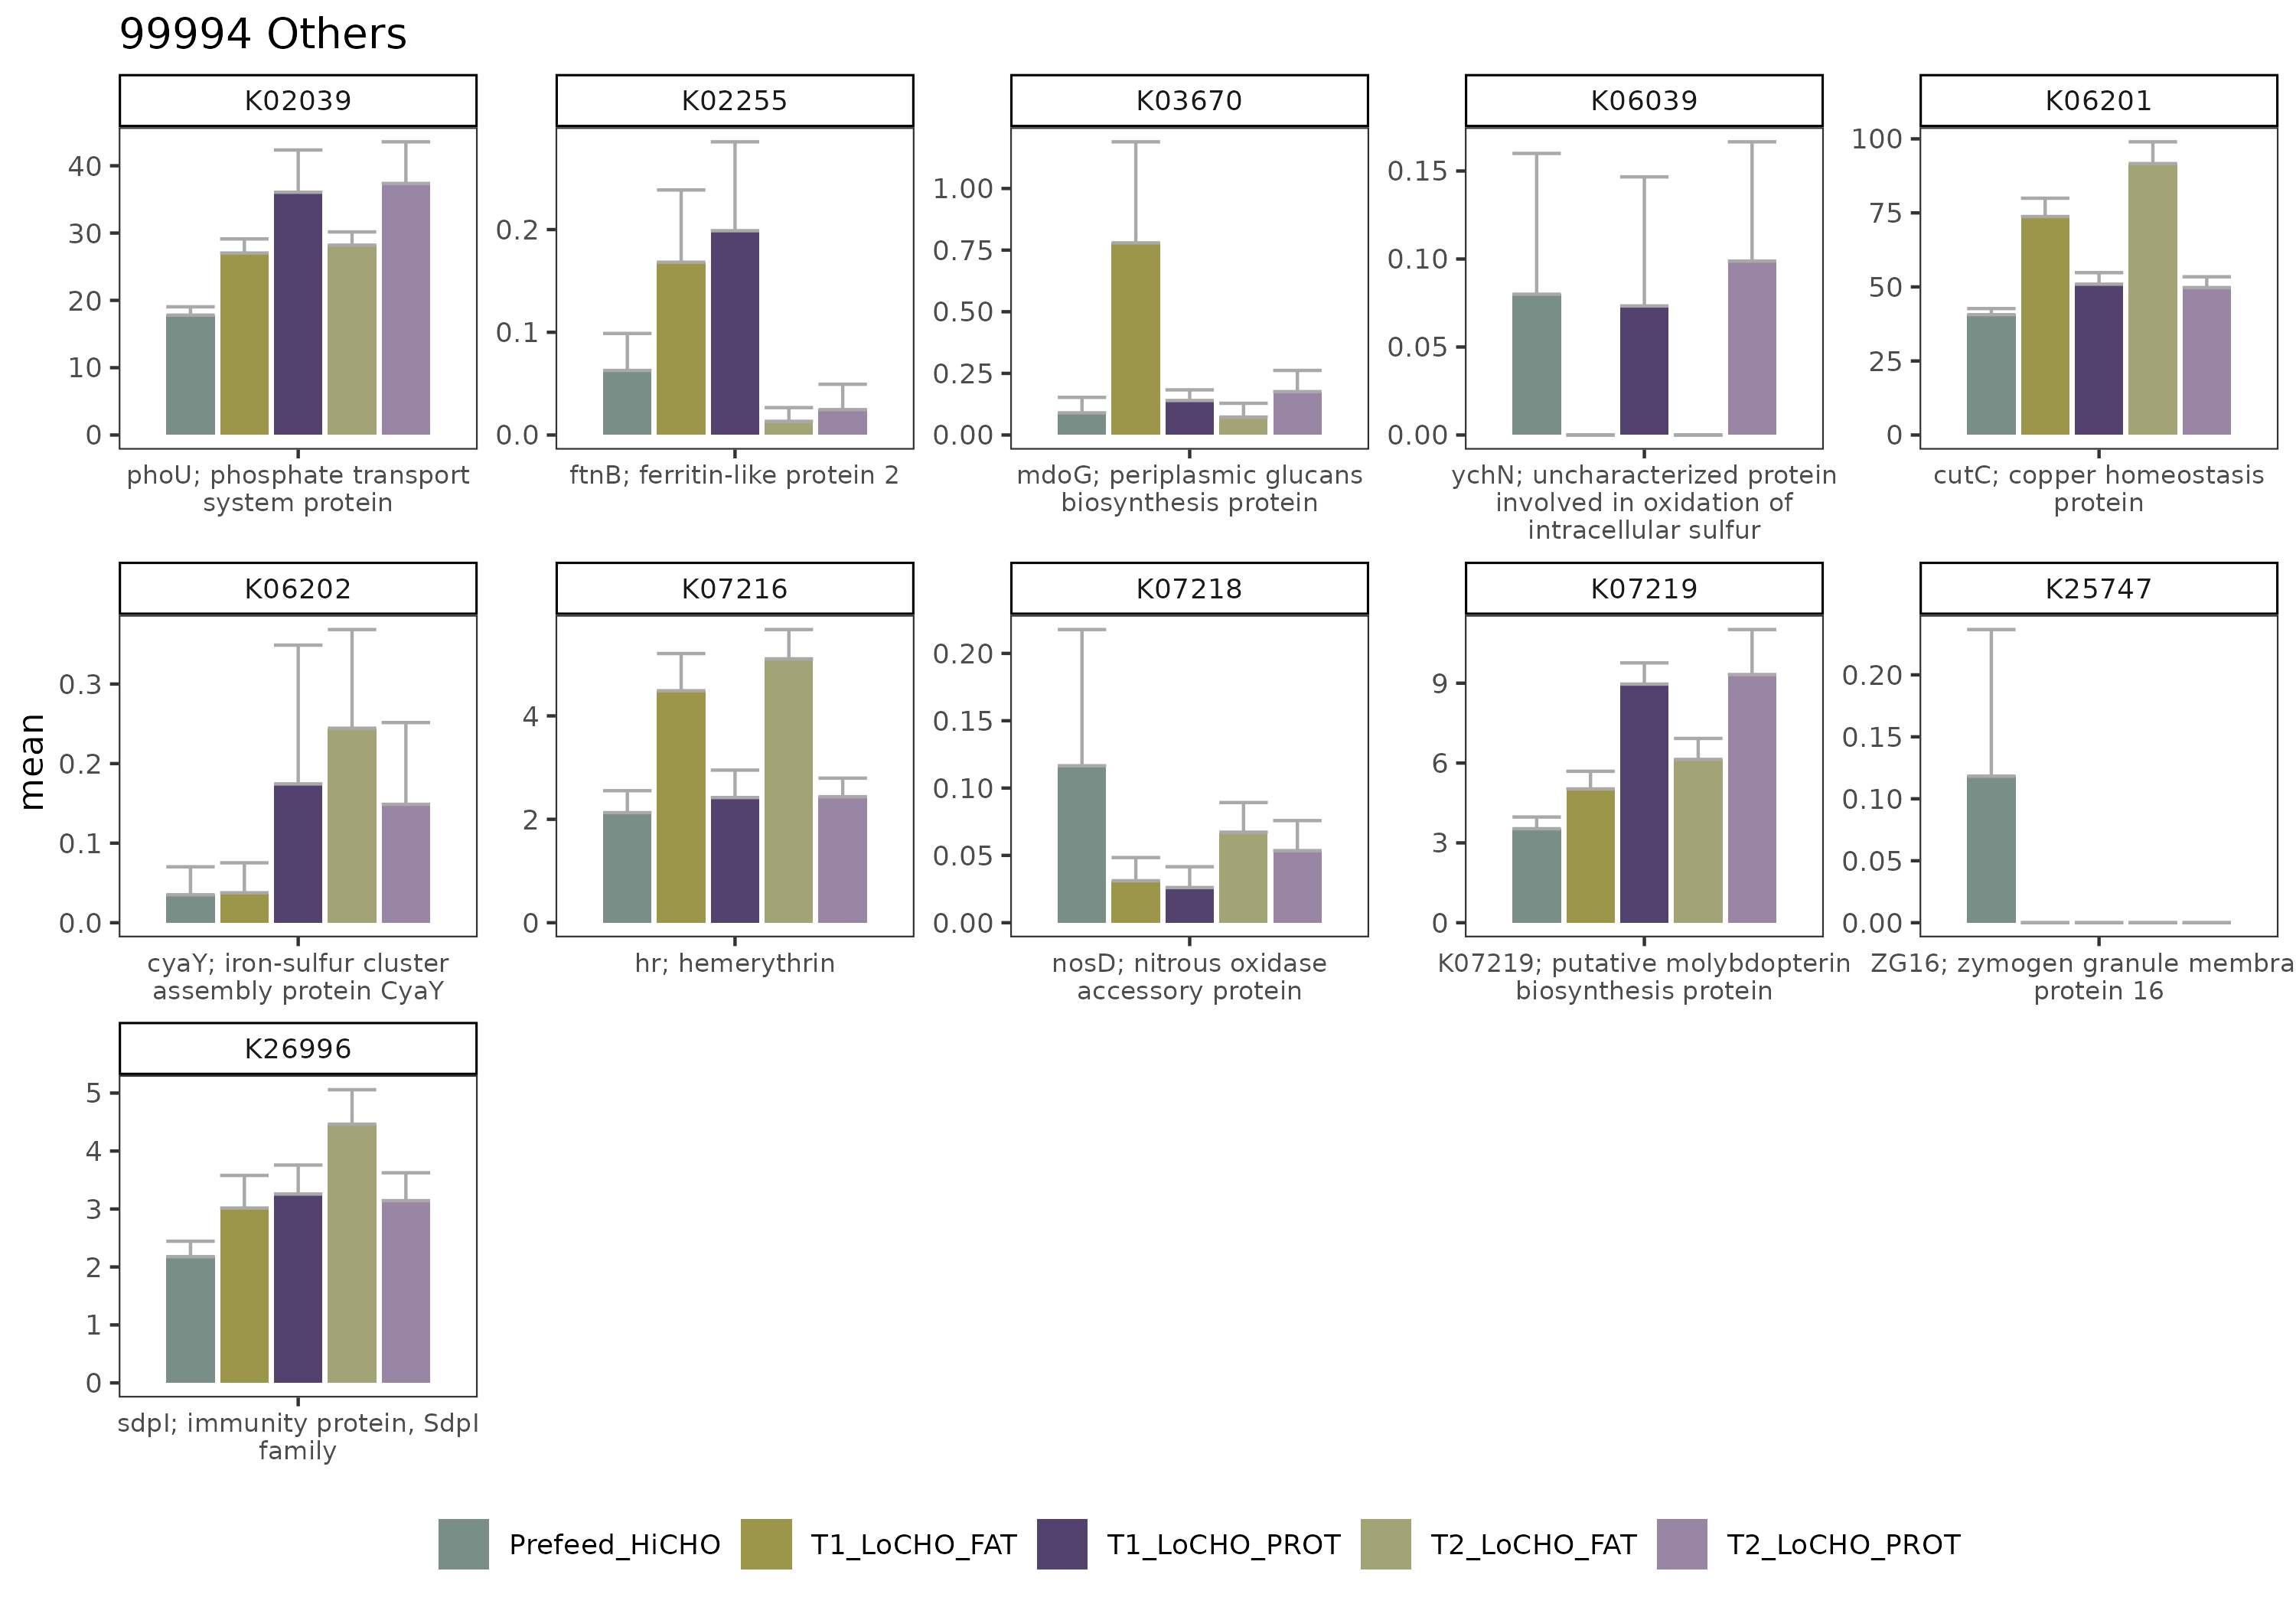 99994 Others
K02039
K02255
K03670
K06039
K06201
40
30
20
10
0
0.2
0.1
0.0
1.00
0.75
0.50
0.25
0.00
0.15
0.10
0.05
0.00
100
75
50
25
0
phoU; phosphate transport
system protein
ftnB; ferritin-like protein 2
mdoG; periplasmic glucans
biosynthesis protein
ychN; uncharacterized protein
involved in oxidation of
intracellular sulfur
cutC; copper homeostasis
protein
K06202
K07216
K07218
K07219
K25747
mean
0.3
0.2
0.1
0.0
4
2
0
0.20
0.15
0.10
0.05
0.00
9
6
3
0
0.20
0.15
0.10
0.05
0.00
cyaY; iron-sulfur cluster
assembly protein CyaY
hr; hemerythrin
nosD; nitrous oxidase
accessory protein
K07219; putative molybdopterin
biosynthesis protein
ZG16; zymogen granule membra
protein 16
K26996
5
4
3
2
1
0
sdpI; immunity protein, SdpI
family
Prefeed_HiCHO
T1_LoCHO_FAT
T1_LoCHO_PROT
T2_LoCHO_FAT
T2_LoCHO_PROT